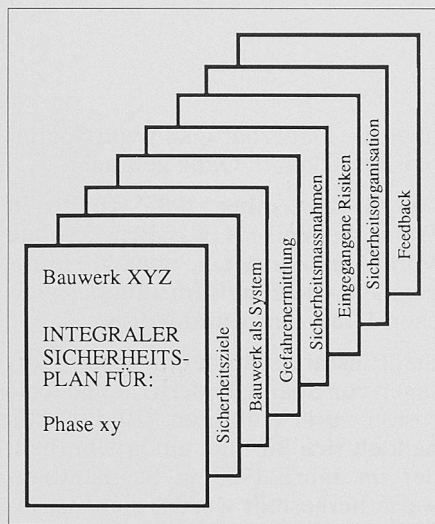 Bauwerk XYZ
INTEGRALER
SICHERHEITS-
PLAN FÜR:
Phase xy
Sicherheitsziele
Bauwerk als System
Gefahrenermittlung
Sicherheitsmassnahmen
Eingegangene Risiken
Sicherheitsorganisation
Feedback